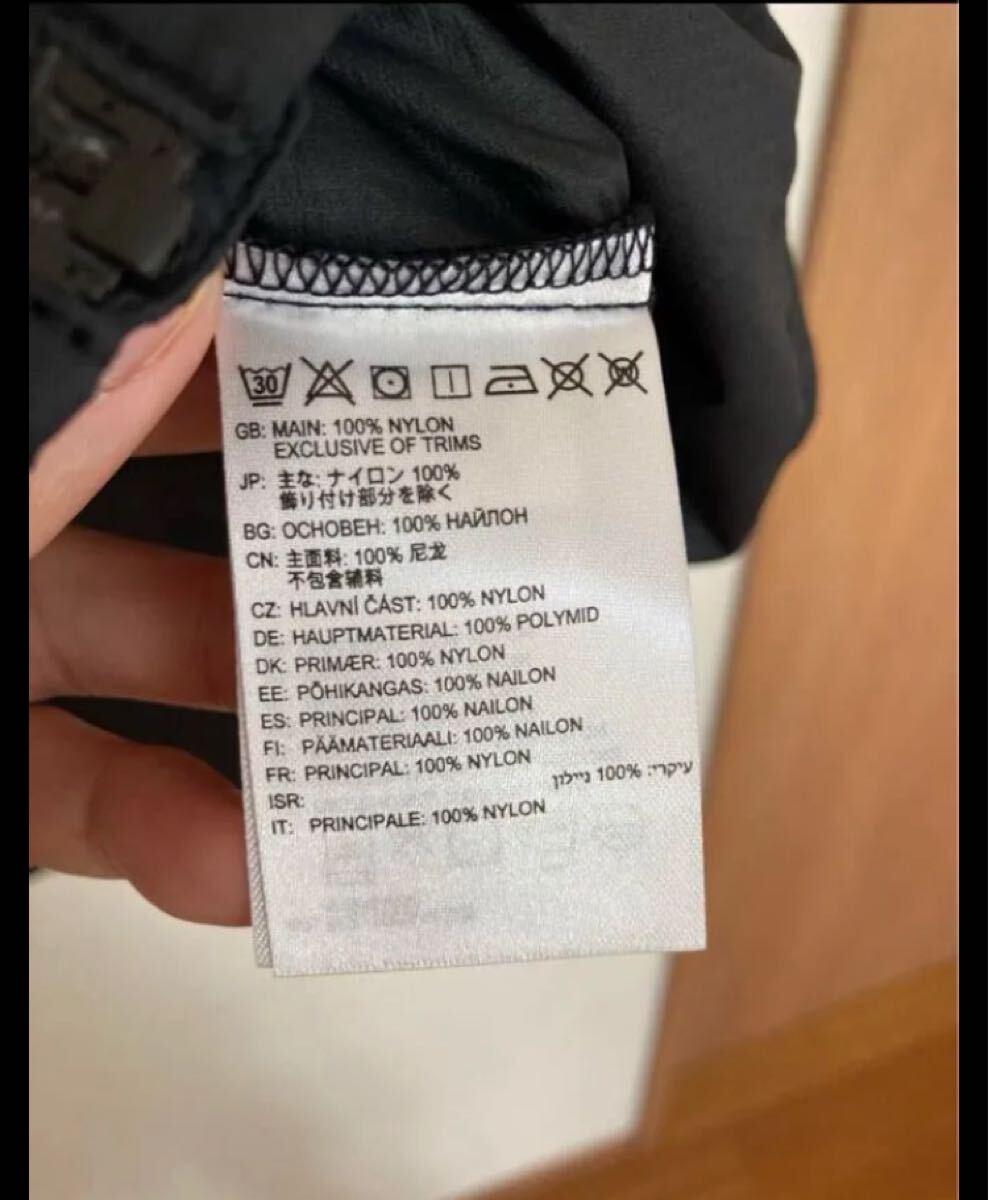 30
W
GB: MAIN: 100% NYLON
EXCLUSIVE OF TRIMS
JP: 主な: ナイロン 100%
飾り付け部分を除く
BG: ОСНОВЕН: 100% НАЙЛОН
CN: 主面料: 100% 尼龙
不包含辅料
CZ: HLAVNÍ ČÁST: 100% NYLON
DE: HAUPTMATERIAL: 100% POLYMID
DK: PRIMÆR: 100% NYLON
EE: PÕHIKANGAS: 100% NAILON
ES: PRINCIPAL: 100% NAILON
FI: PÄÄMATERIAALI: 100% NAILON
FR: PRINCIPAL: 100% NYLON
ISR: עיקרי: 100% ניילון
IT: PRINCIPALE: 100% NYLON